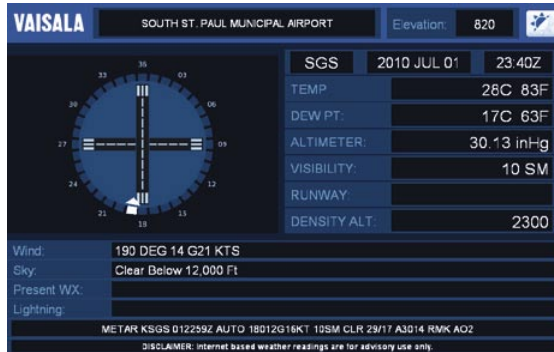 VAISALA SOUTH ST. PAUL MUNICIPAL AIRPORT Elevation: 820
SGS 2010 JUL 01 23:40Z
TEMP 28C 83F
DEW PT: 17C 63F
ALTIMETER: 30.13 inHg
VISIBILITY: 10 SM
RUNWAY:
DENSITY ALT: 2300
36
03
06
09
12
15
18
21
24
27
30
33
Wind: 190 DEG 14 G21 KTS
Sky: Clear Below 12,000 Ft
Present WX:
Lightning:
METAR KSGS 012259Z AUTO 18012G16KT 10SM CLR 29/17 A3014 RMK AO2
DISCLAIMER: Internet based weather readings are for advisory use only.